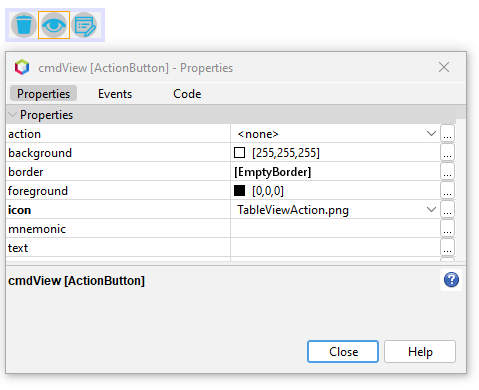 cmdView [ActionButton] - Properties
Properties Events Code
Properties
action <none> ...
background [255,255,255] ...
border [EmptyBorder] ...
foreground [0,0,0] ...
icon TableViewAction.png ...
mnemonic ...
text ...
cmdView [ActionButton] ?
Close Help